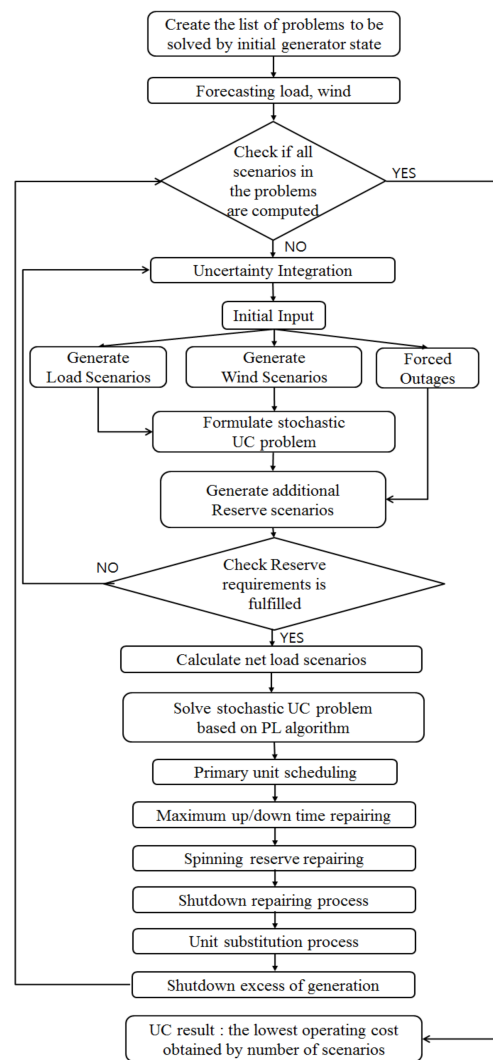 Create the list of problems to be
solved by initial generator state
Forecasting load, wind
Check if all
scenarios in
the problems
are computed
YES
NO
Uncertainty Integration
Initial Input
Generate
Load Scenarios
Generate
Wind Scenarios
Forced
Outages
Formulate stochastic
UC problem
Generate additional
Reserve scenarios
NO
Check Reserve
requirements is
fulfilled
YES
Calculate net load scenarios
Solve stochastic UC problem
based on PL algorithm
Primary unit scheduling
Maximum up/down time repairing
Spinning reserve repairing
Shutdown repairing process
Unit substitution process
Shutdown excess of generation
UC result : the lowest operating cost
obtained by number of scenarios